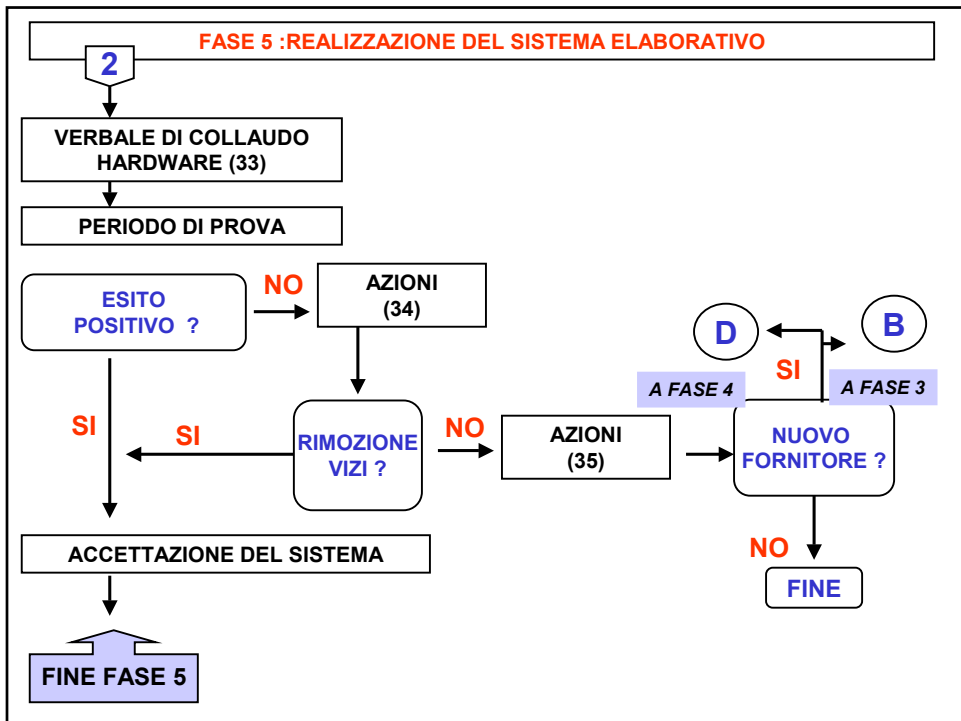 FASE 5 :REALIZZAZIONE DEL SISTEMA ELABORATIVO
2
VERBALE DI COLLAUDO
HARDWARE (33)
PERIODO DI PROVA
ESITO
POSITIVO ?
NO
AZIONI
(34)
D
B
SI
A FASE 4
A FASE 3
SI
SI
RIMOZIONE
VIZI ?
NO
AZIONI
(35)
NUOVO
FORNITORE ?
ACCETTAZIONE DEL SISTEMA
NO
FINE
FINE FASE 5